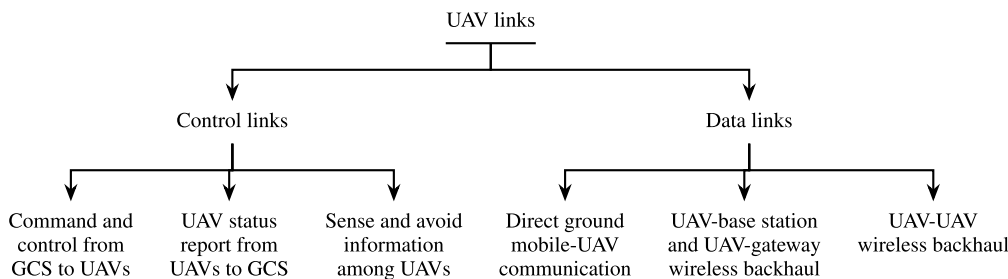 UAV links
Control links
Data links
Command and
control from
GCS to UAVs
UAV status
report from
UAVs to GCS
Sense and avoid
information
among UAVs
Direct ground
mobile-UAV
communication
UAV-base station
and UAV-gateway
wireless backhaul
UAV-UAV
wireless backhaul